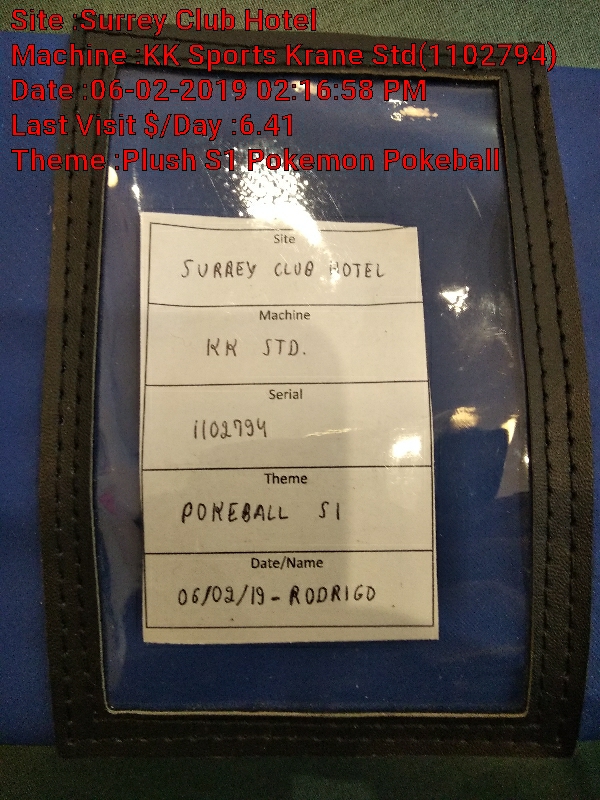 Site :Surrey Club Hotel
Machine :KK Sports Krane Std(1102794)
Date :06-02-2019 02:16:58 PM
Last Visit $/Day :6.41
Theme :Plush S1 Pokemon Pokeball
Site
SURREY CLUB HOTEL
Machine
KK STD.
Serial
1102794
Theme
POKEBALL S1
Date/Name
06/02/19 - RODRIGO